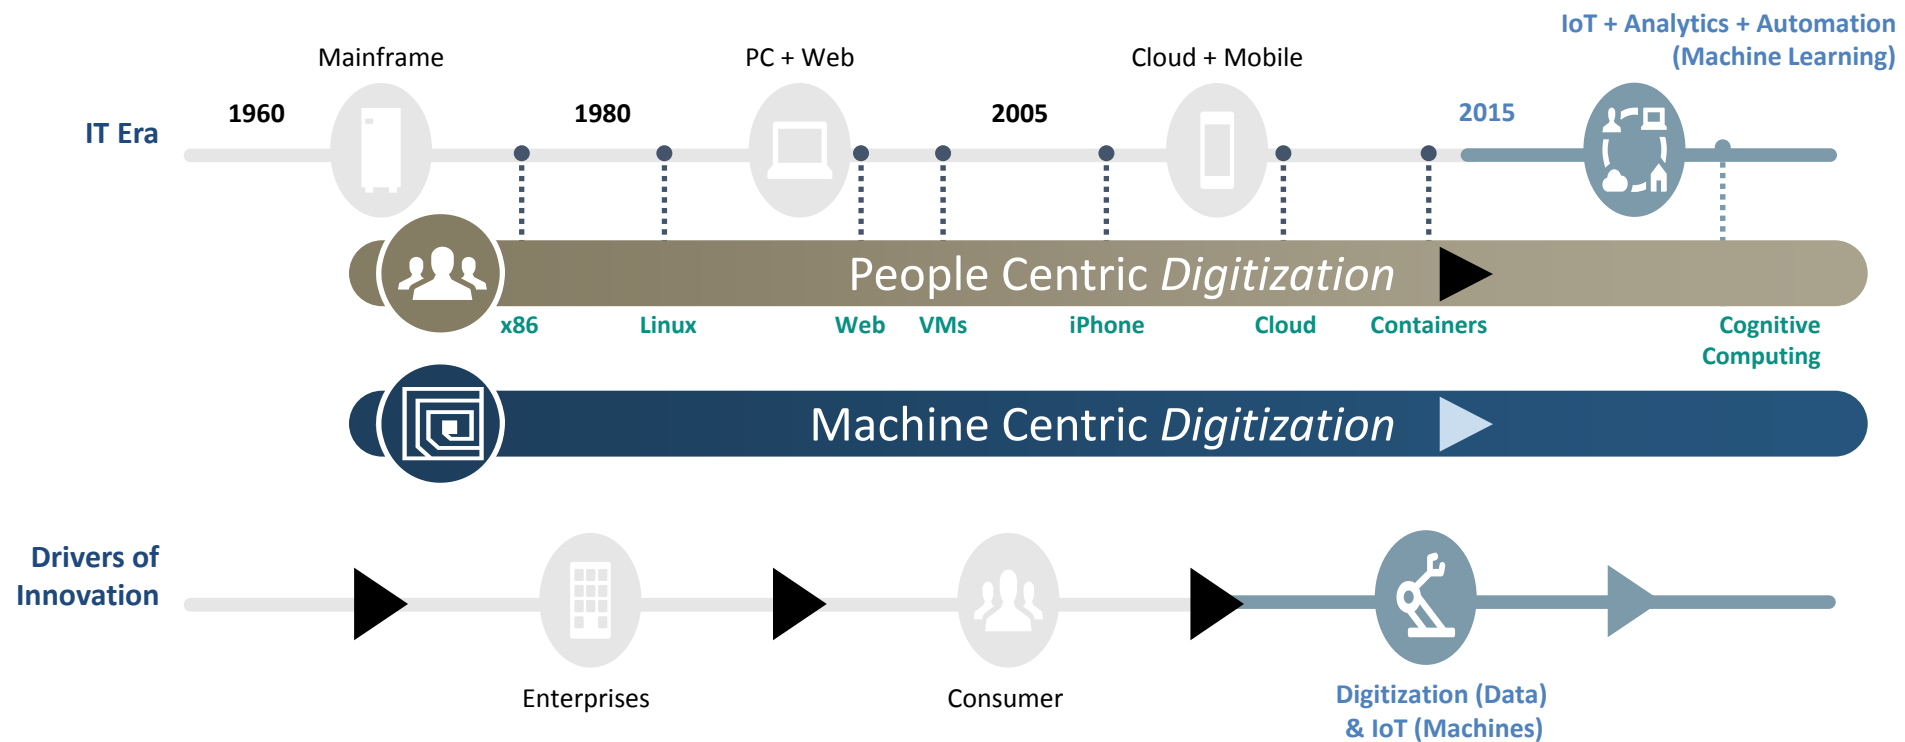 IoT + Analytics + Automation
(Machine Learning)
Mainframe
PC + Web
Cloud + Mobile
IT Era
1960
1980
2005
2015
People Centric Digitization
x86
Linux
Web
VMs
iPhone
Cloud
Containers
Cognitive
Computing
Machine Centric Digitization
Drivers of
Innovation
Enterprises
Consumer
Digitization (Data)
& IoT (Machines)